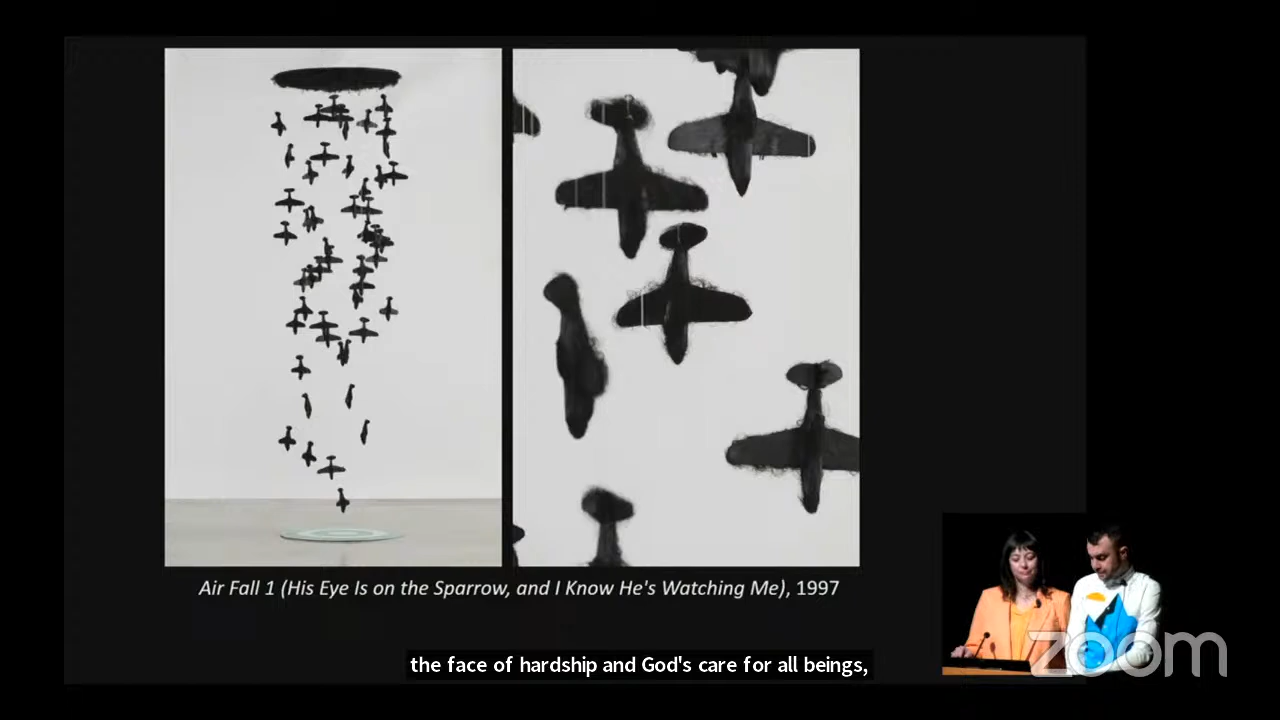 Air Fall 1 (His Eye Is on the Sparrow, and I Know He's Watching Me), 1997
the face of hardship and God's care for all beings,
zoom